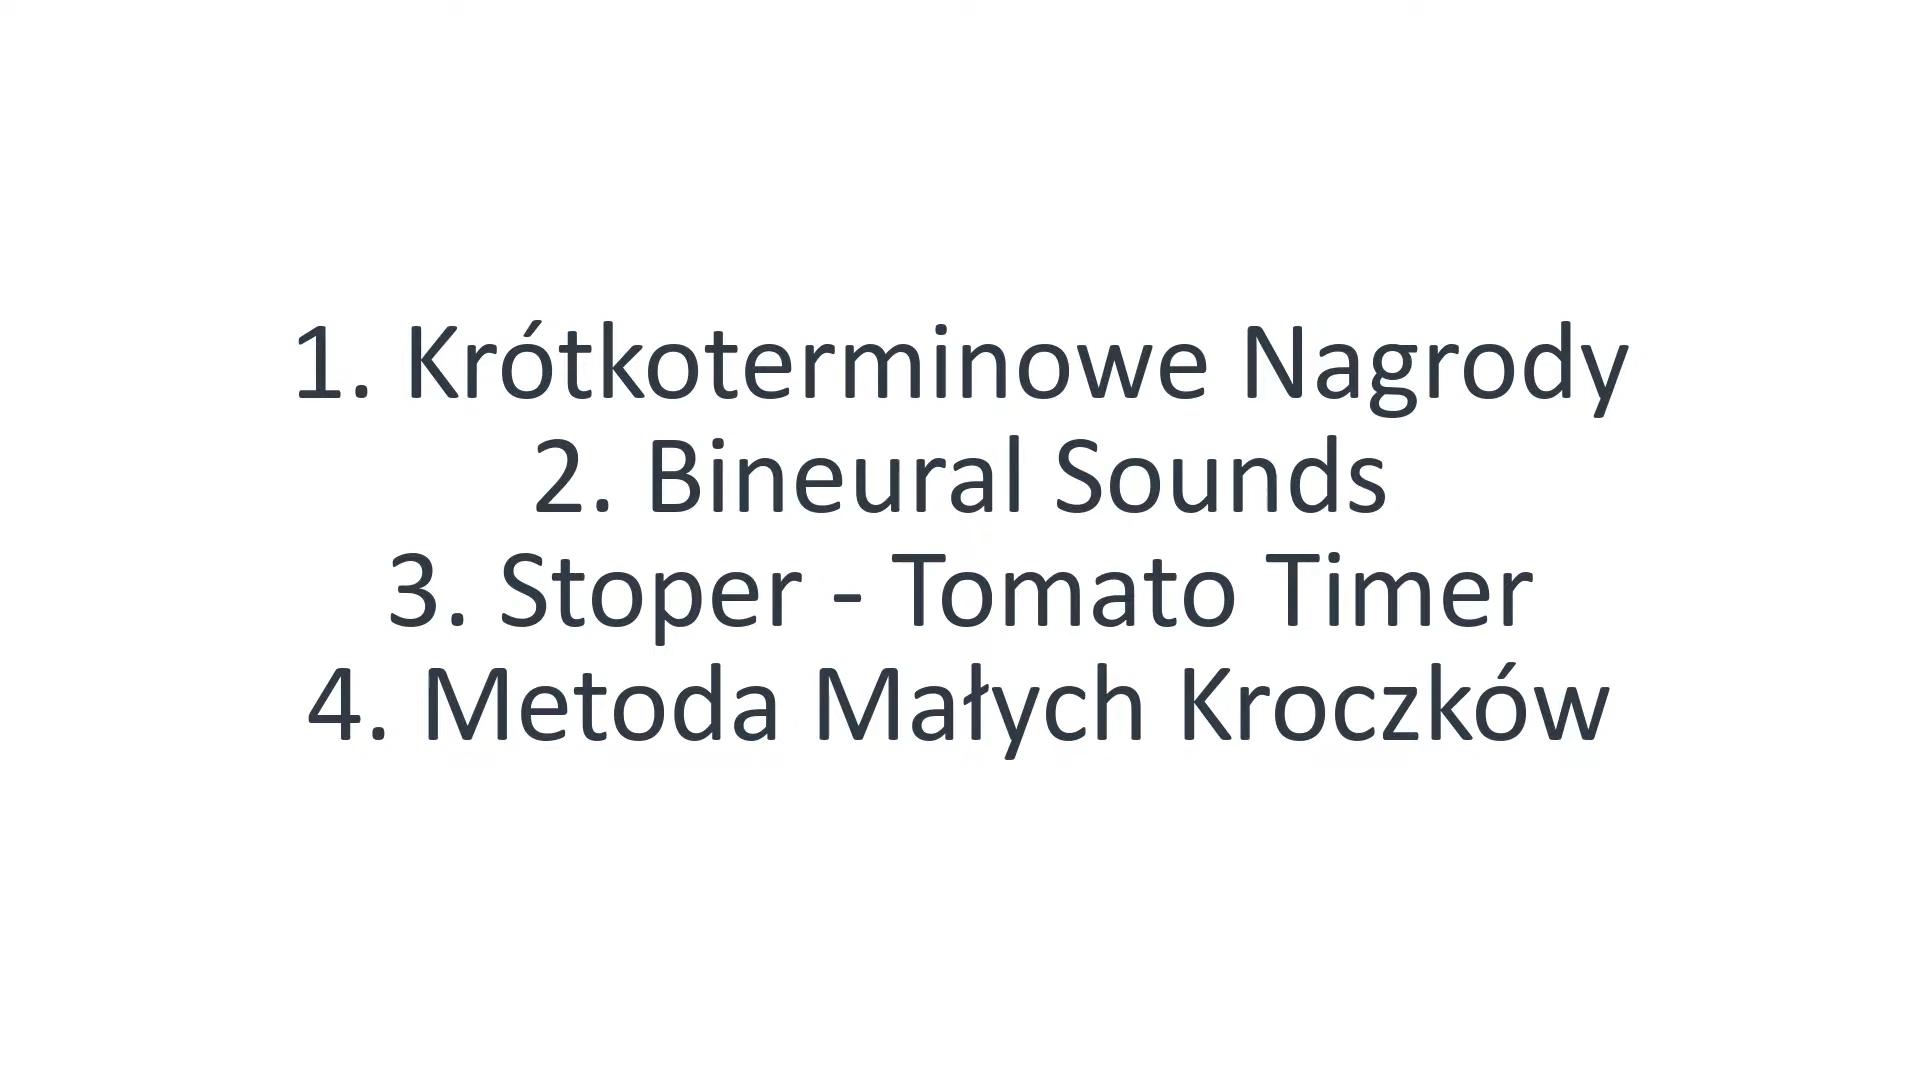 1. Krótkoterminowe Nagrody
2. Bineural Sounds
3. Stoper - Tomato Timer
4. Metoda Małych Kroczków